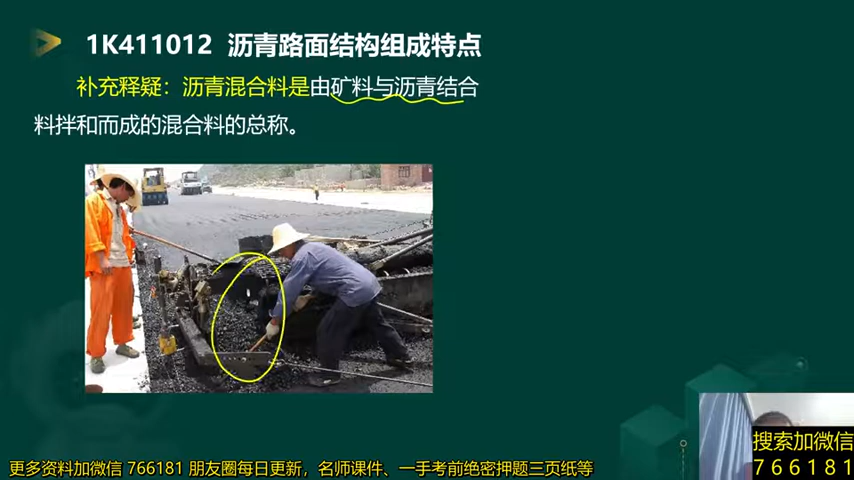 1K411012 沥青路面结构组成特点
补充释疑：沥青混合料是由矿料与沥青结合
料拌和而成的混合料的总称。
搜索加微信
766181
更多资料加微信 766181 朋友圈每日更新，名师课件、一手考前绝密押题三页纸等